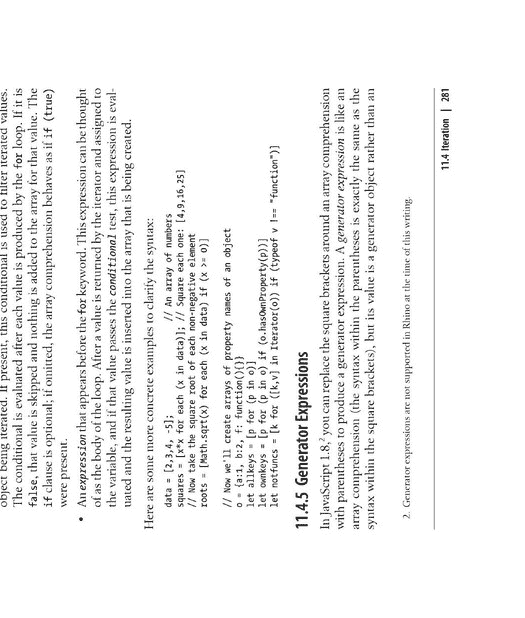 object being iterated. If present, this conditional is used to filter iterated values.
The conditional is evaluated after each value is produced by the for loop. If it is
false, that value is skipped and nothing is added to the array for that value. The
if clause is optional; if omitted, the array comprehension behaves as if if (true)
were present.
• An expression that appears before the for keyword. This expression can be thought
of as the body of the loop. After a value is returned by the iterator and assigned to
the variable, and if that value passes the conditional test, this expression is eval-
uated and the resulting value is inserted into the array that is being created.
Here are some more concrete examples to clarify the syntax:
data = [2,3,4, -5]; // An array of numbers
squares = [x*x for each (x in data)]; // Square each one: [4,9,16,25]
// Now take the square root of each non-negative element
roots = [Math.sqrt(x) for each (x in data) if (x >= 0)]
// Now we'll create arrays of property names of an object
o = {a:1, b:2, f: function(){}}
let allkeys = [p for (p in o)]
let ownkeys = [p for (p in o) if (o.hasOwnProperty(p))]
let notfuncs = [k for ([k,v] in Iterator(o)) if (typeof v !== "function")]
11.4.5 Generator Expressions
In JavaScript 1.8,2 you can replace the square brackets around an array comprehension
with parentheses to produce a generator expression. A generator expression is like an
array comprehension (the syntax within the parentheses is exactly the same as the
syntax within the square brackets), but its value is a generator object rather than an
2. Generator expressions are not supported in Rhino at the time of this writing.
11.4 Iteration | 281